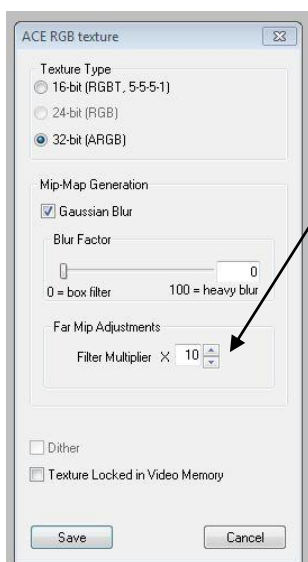 ACE RGB texture
Texture Type
16-bit (RGBT, 5-5-5-1)
24-bit (RGB)
32-bit (ARGB)
Mip-Map Generation
Gaussian Blur
Blur Factor
0
0 = box filter 100 = heavy blur
Far Mip Adjustments
Filter Multiplier X 10
Dither
Texture Locked in Video Memory
Save Cancel